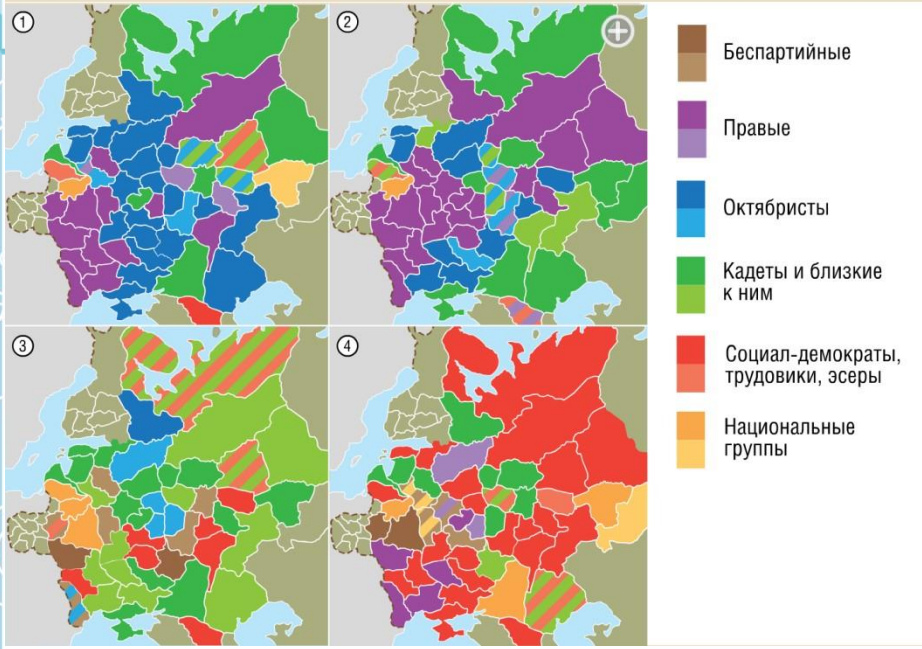 1
2
3
4
Беспартийные
Правые
Октябристы
Кадеты и близкие
к ним
Социал-демократы,
трудовики, эсеры
Национальные
группы